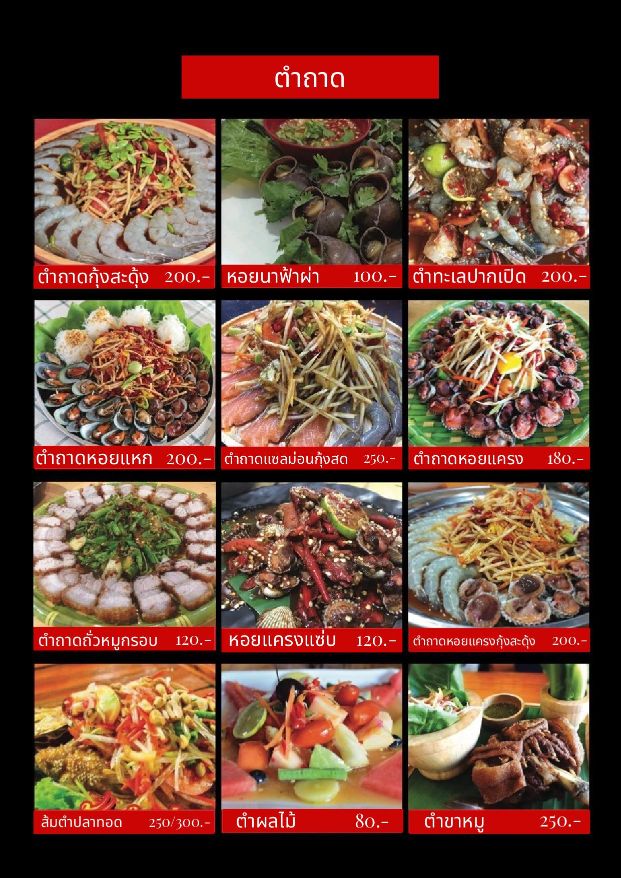 ตำถาด
ตำถาดกุ้งสะดุ้ง 200.-
หอยนาฟ้าผ่า 100.-
ตำทะเลปากเปิด 200.-
ตำถาดหอยแหก 200.-
ตำถาดแซลม่อนกุ้งสด 250.-
ตำถาดหอยแครง 180.-
ตำถาดถั่วหมูกรอบ 120.-
หอยแครงแซ่บ 120.-
ตำถาดหอยแครงกุ้งสะดุ้ง 200.-
ส้มตำปลาทอด 250/300.-
ตำผลไม้ 80.-
ตำขาหมู 250.-